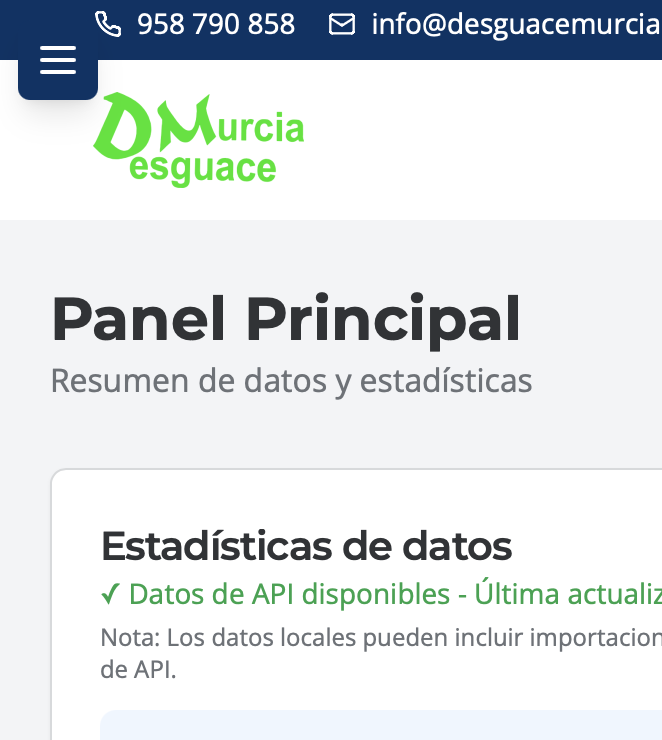 958 790 858 info@desguacemurcia
DMurcia
esguace
Panel Principal
Resumen de datos y estadísticas
Estadísticas de datos
✓ Datos de API disponibles - Última actualiz
Nota: Los datos locales pueden incluir importacion
de API.